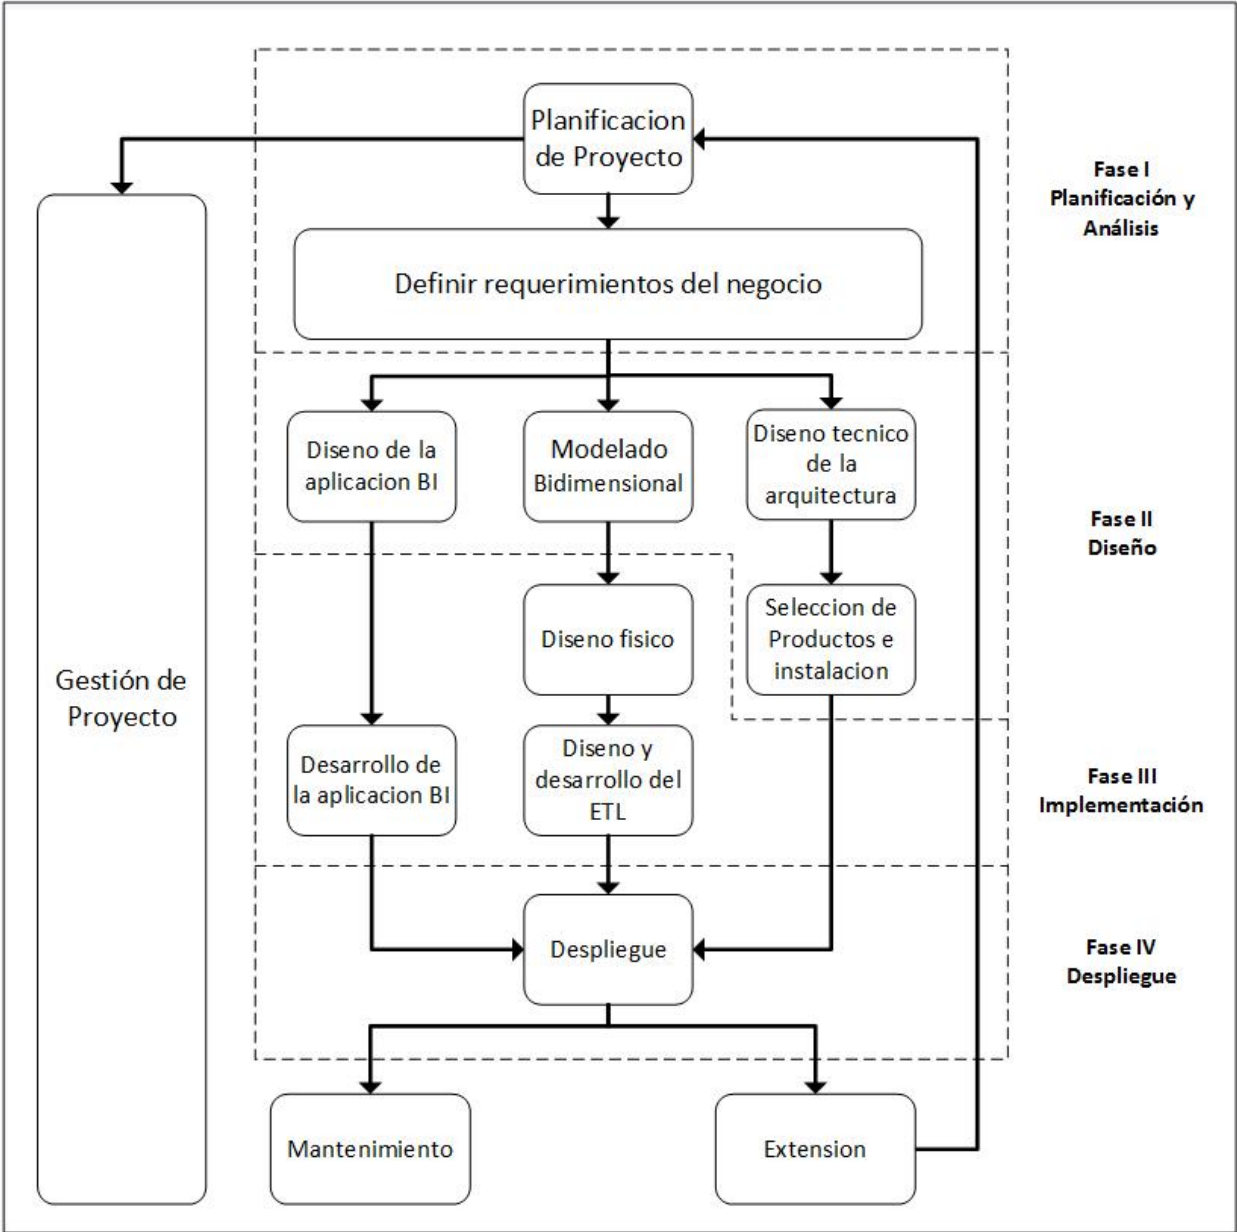 Planificacion
de Proyecto
Fase I
Planificación y
Análisis
Definir requerimientos del negocio
Diseno de la
aplicacion BI
Modelado
Bidimensional
Diseno tecnico
de la
arquitectura
Fase II
Diseño
Diseno fisico
Seleccion de
Productos e
instalacion
Gestión de
Proyecto
Desarrollo de
la aplicacion BI
Diseno y
desarrollo del
ETL
Fase III
Implementación
Despliegue
Fase IV
Despliegue
Mantenimiento
Extension